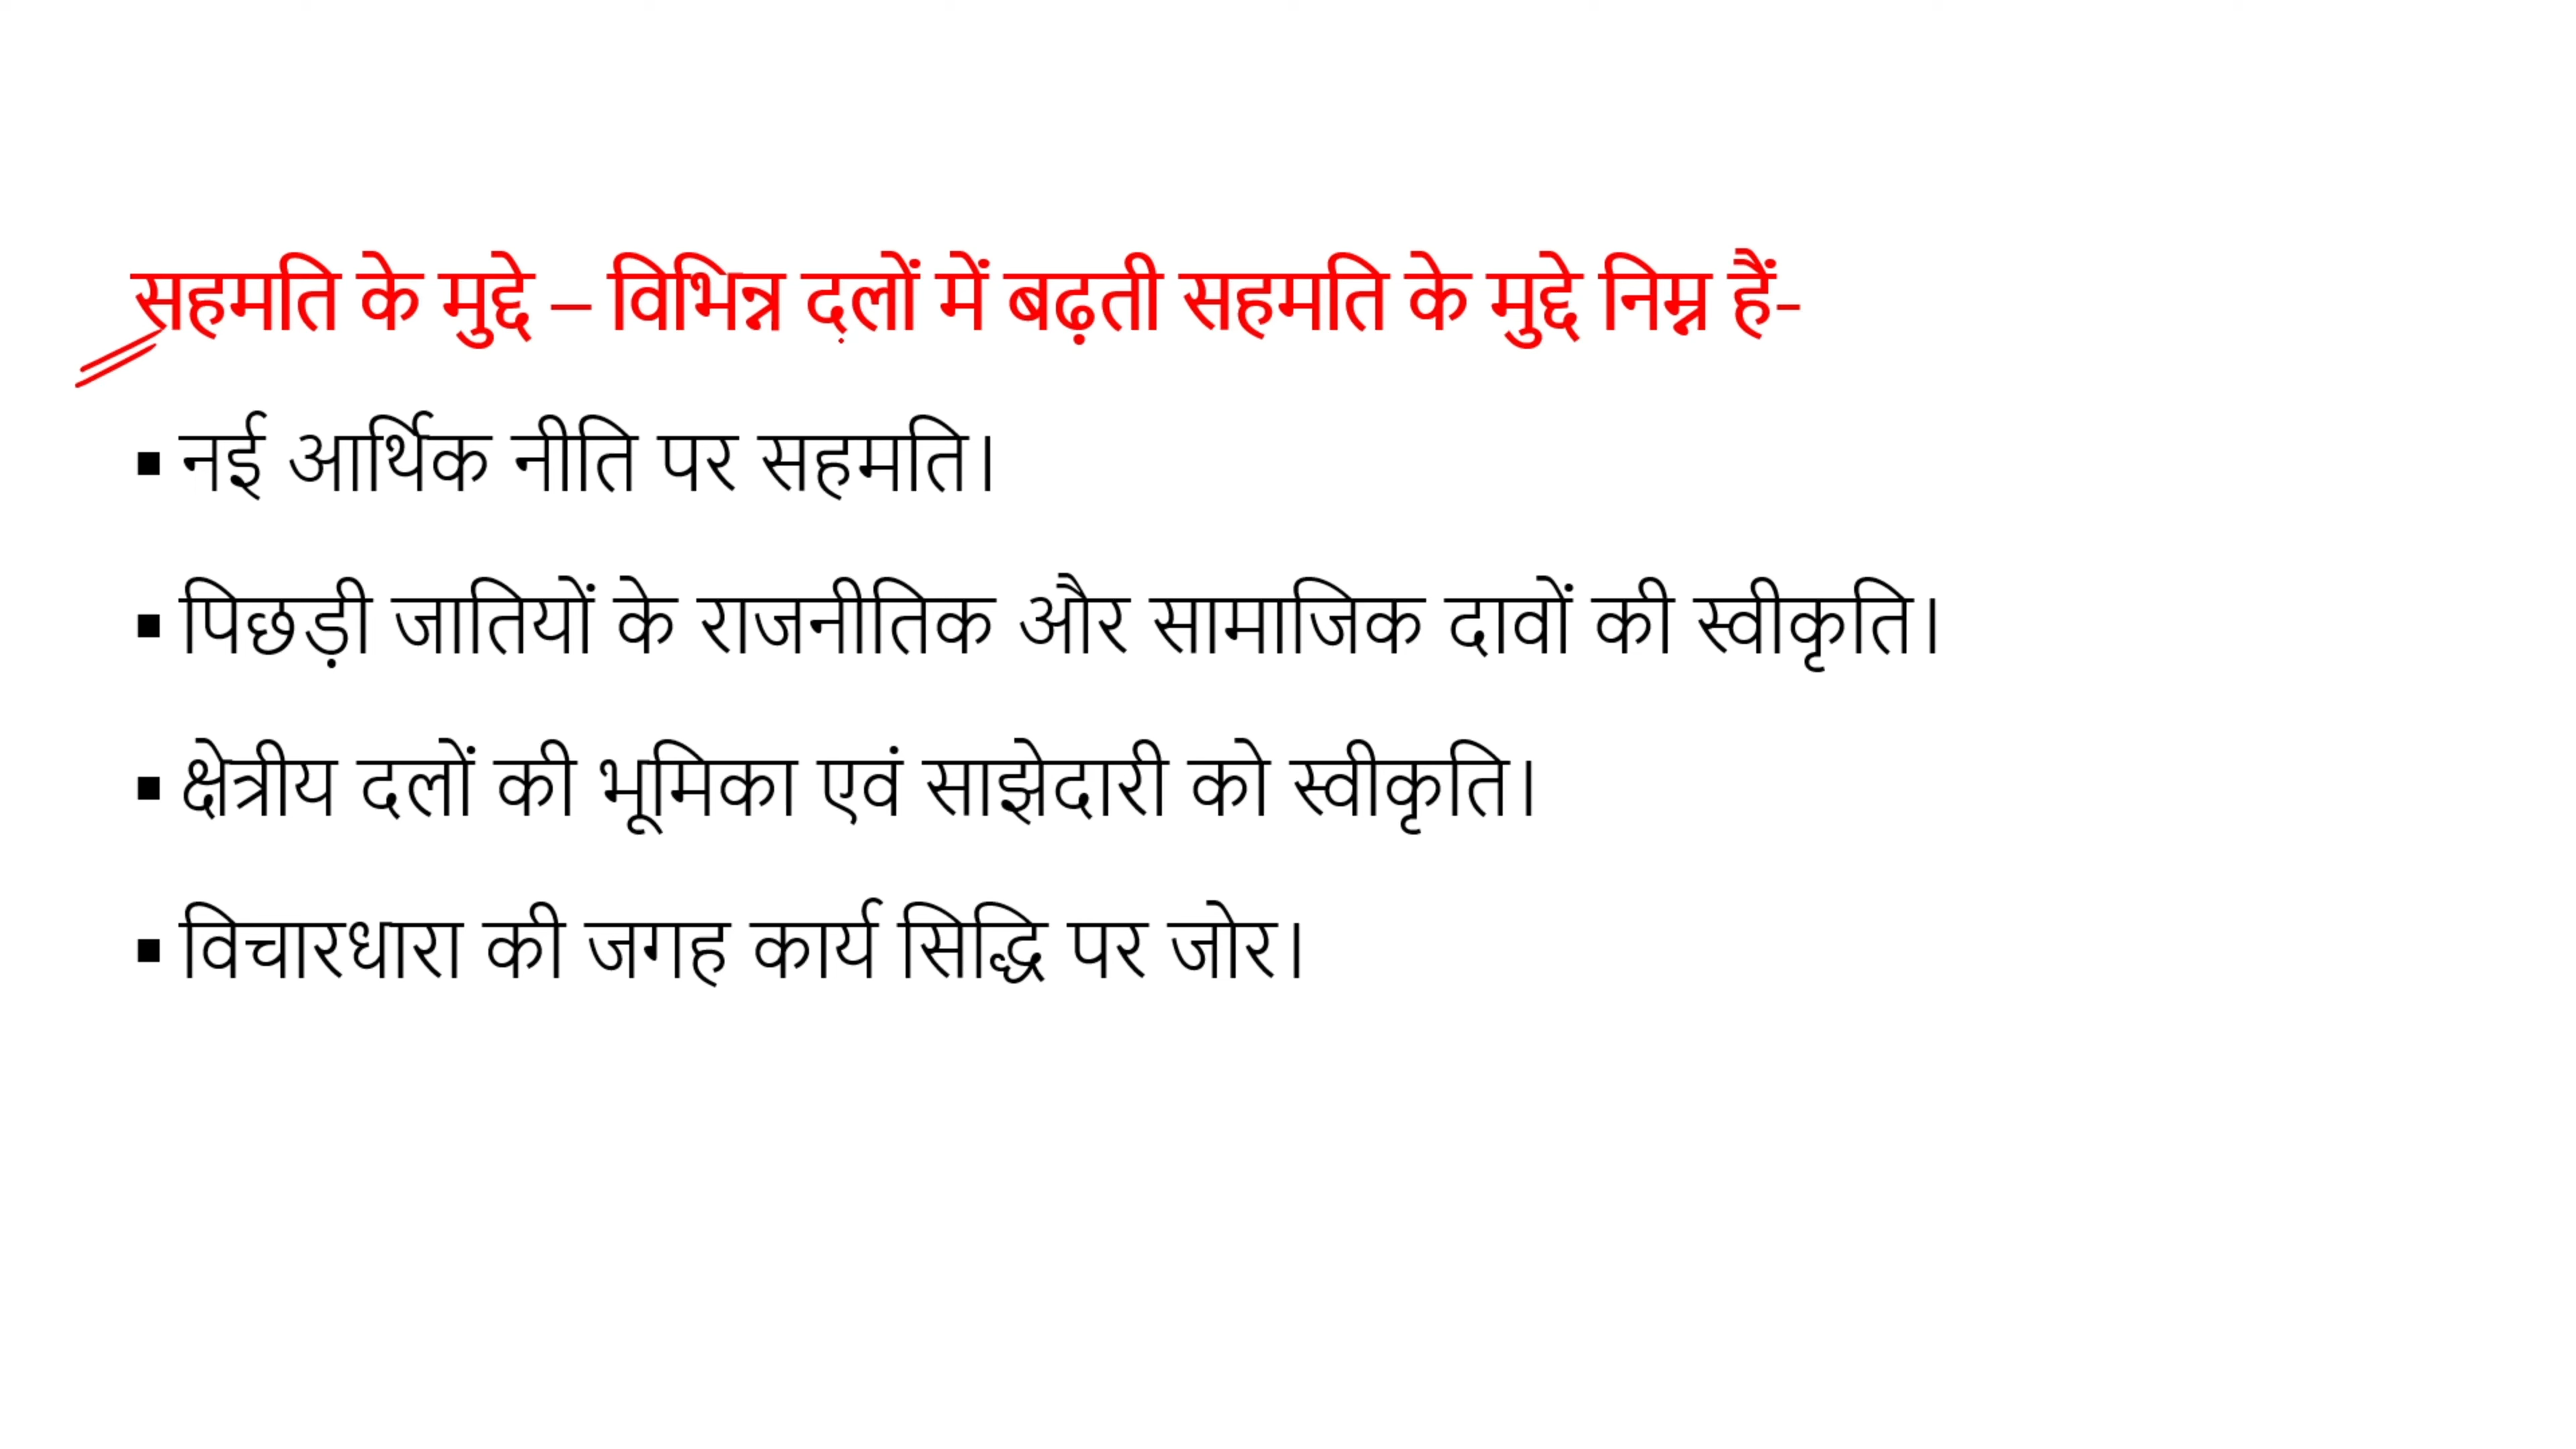 सहमति के मुद्दे – विभिन्न दलों में बढ़ती सहमति के मुद्दे निम्न हैं-
▪ नई आर्थिक नीति पर सहमति।
▪ पिछड़ी जातियों के राजनीतिक और सामाजिक दावों की स्वीकृति।
▪ क्षेत्रीय दलों की भूमिका एवं साझेदारी को स्वीकृति।
▪ विचारधारा की जगह कार्य सिद्धि पर जोर।